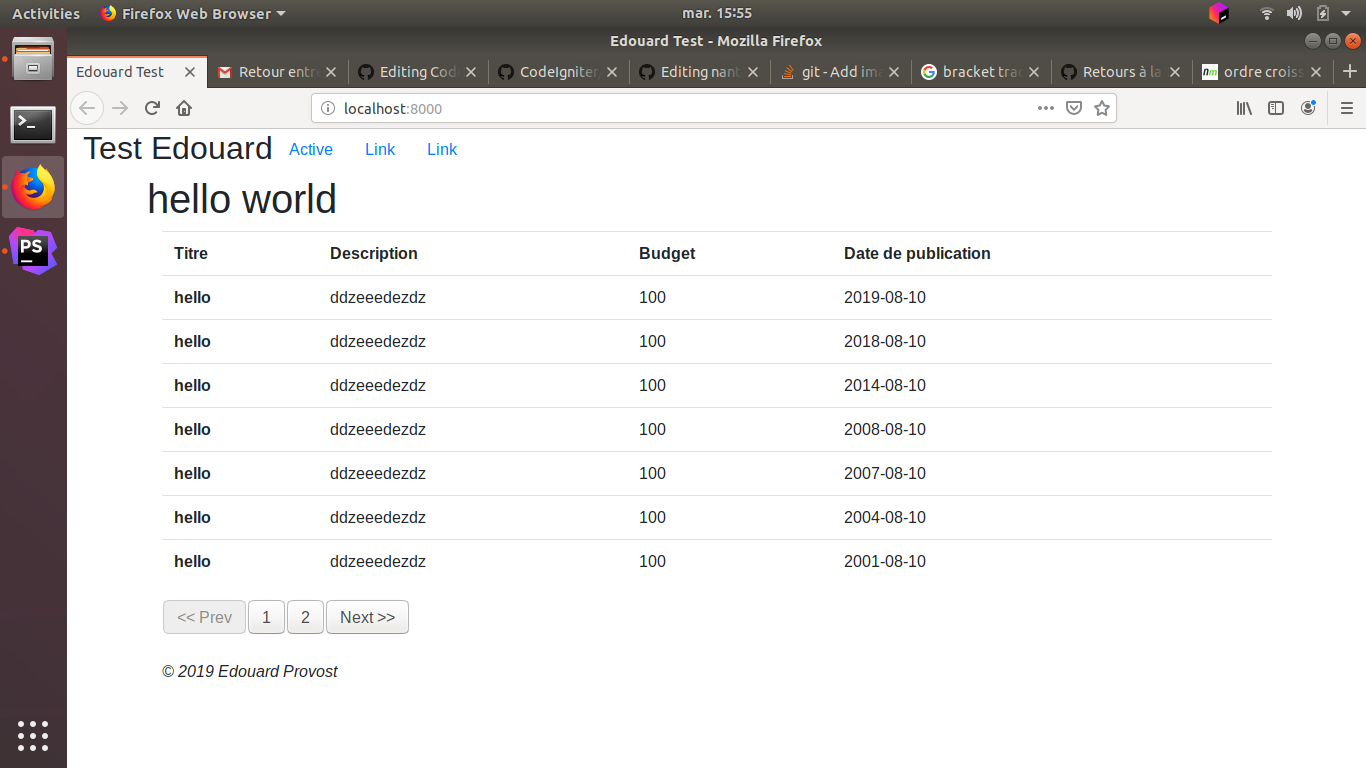 Activities Firefox Web Browser mar. 15:55
Edouard Test - Mozilla Firefox
Edouard Test Retour entr Editing Cod CodeIgniter Editing nant git - Add ima bracket trac Retours à la ordre croiss
localhost:8000
Test Edouard Active Link Link
hello world
Titre Description Budget Date de publication
hello ddzeeedezdz 100 2019-08-10
hello ddzeeedezdz 100 2018-08-10
hello ddzeeedezdz 100 2014-08-10
hello ddzeeedezdz 100 2008-08-10
hello ddzeeedezdz 100 2007-08-10
hello ddzeeedezdz 100 2004-08-10
hello ddzeeedezdz 100 2001-08-10
<< Prev 1 2 Next >>
© 2019 Edouard Provost
PS